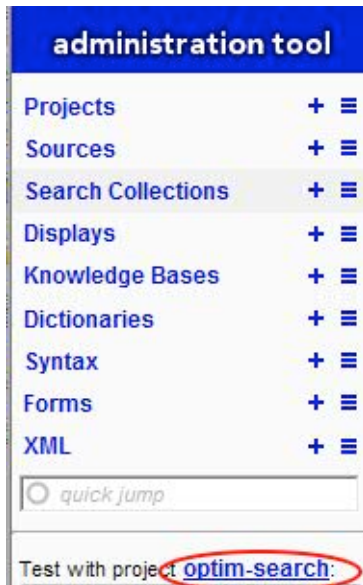 administration tool
Projects + ≡
Sources + ≡
Search Collections + ≡
Displays + ≡
Knowledge Bases + ≡
Dictionaries + ≡
Syntax + ≡
Forms + ≡
XML + ≡
quick jump
Test with project optim-search: